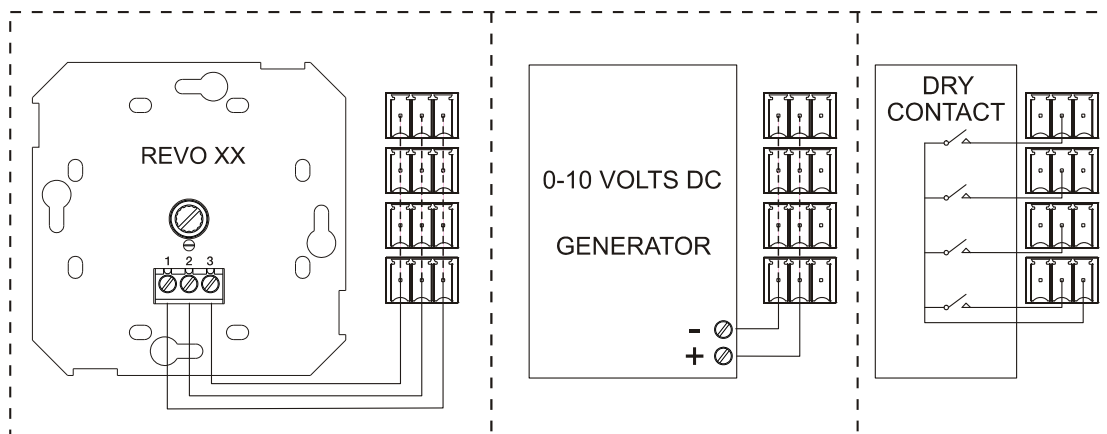 REVO XX
1 2 3
0-10 VOLTS DC
GENERATOR
-
+
DRY
CONTACT